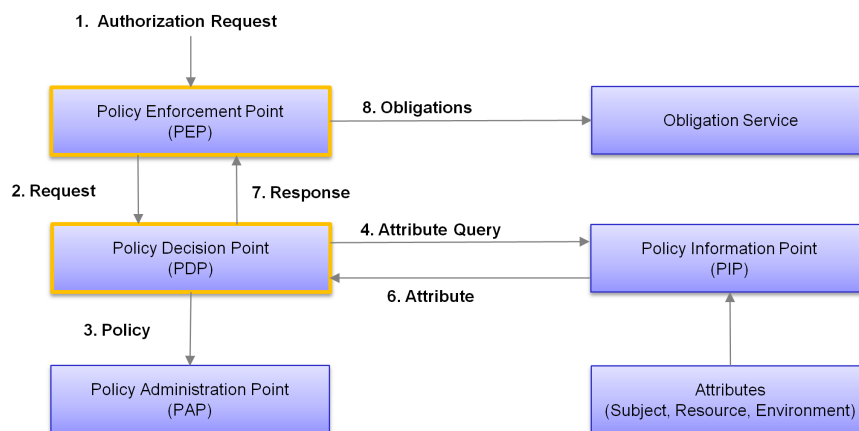 1. Authorization Request
Policy Enforcement Point
(PEP)
8. Obligations
Obligation Service
2. Request
7. Response
Policy Decision Point
(PDP)
4. Attribute Query
Policy Information Point
(PIP)
6. Attribute
3. Policy
Policy Administration Point
(PAP)
Attributes
(Subject, Resource, Environment)